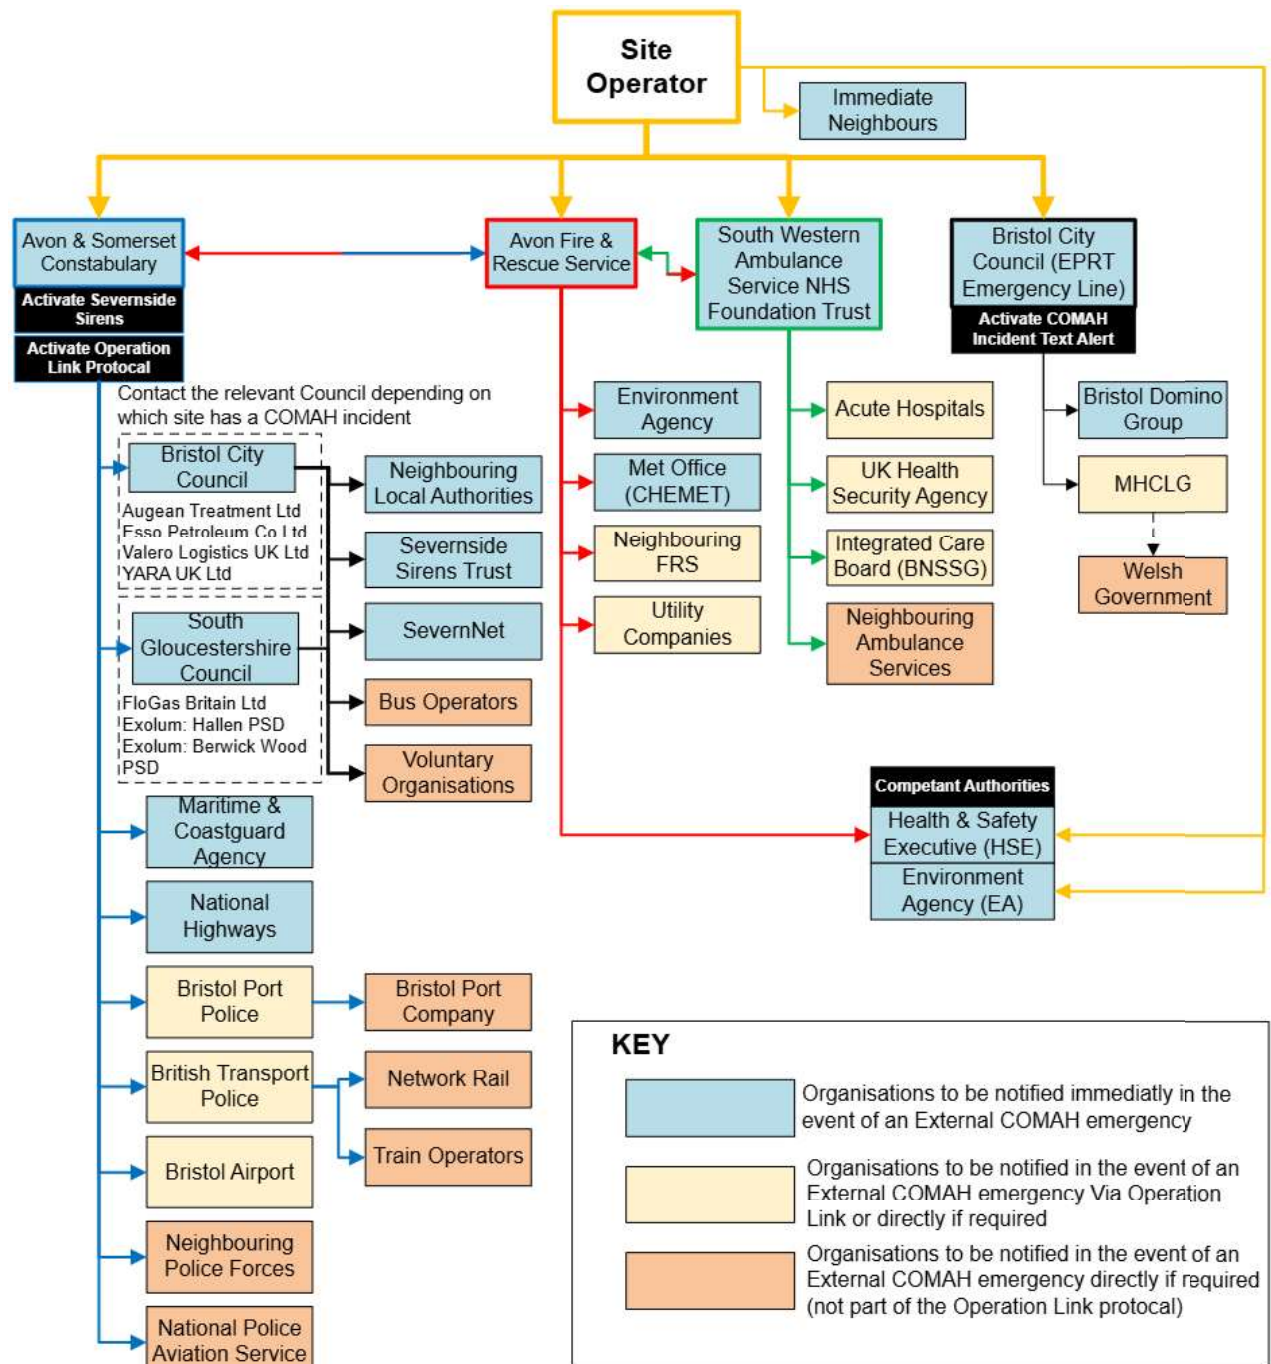 Site
Operator
Immediate
Neighbours
Avon & Somerset
Constabulary
Activate Severnside
Sirens
Activate Operation
Link Protocal
Avon Fire &
Rescue Service
South Western
Ambulance
Service NHS
Foundation Trust
Bristol City
Council (EPRT
Emergency Line)
Activate COMAH
Incident Text Alert
Contact the relevant Council depending on
which site has a COMAH incident
Bristol City
Council
Augean Treatment Ltd
Esso Petroleum Co Ltd
Valero Logistics UK Ltd
YARA UK Ltd
South
Gloucestershire
Council
FloGas Britain Ltd
Exolum: Hallen PSD
Exolum: Berwick Wood
PSD
Neighbouring
Local Authorities
Severnside
Sirens Trust
SevernNet
Bus Operators
Voluntary
Organisations
Environment
Agency
Met Office
(CHEMET)
Neighbouring
FRS
Utility
Companies
Acute Hospitals
UK Health
Security Agency
Integrated Care
Board (BNSSG)
Neighbouring
Ambulance
Services
Bristol Domino
Group
MHCLG
Welsh
Government
Competant Authorities
Health & Safety
Executive (HSE)
Environment
Agency (EA)
Maritime &
Coastguard
Agency
National
Highways
Bristol Port
Police
Bristol Port
Company
British Transport
Police
Network Rail
Train Operators
Bristol Airport
Neighbouring
Police Forces
National Police
Aviation Service
KEY
Organisations to be notified immediatly in the
event of an External COMAH emergency
Organisations to be notified in the event of an
External COMAH emergency Via Operation
Link or directly if required
Organisations to be notified in the event of an
External COMAH emergency directly if required
(not part of the Operation Link protocal)